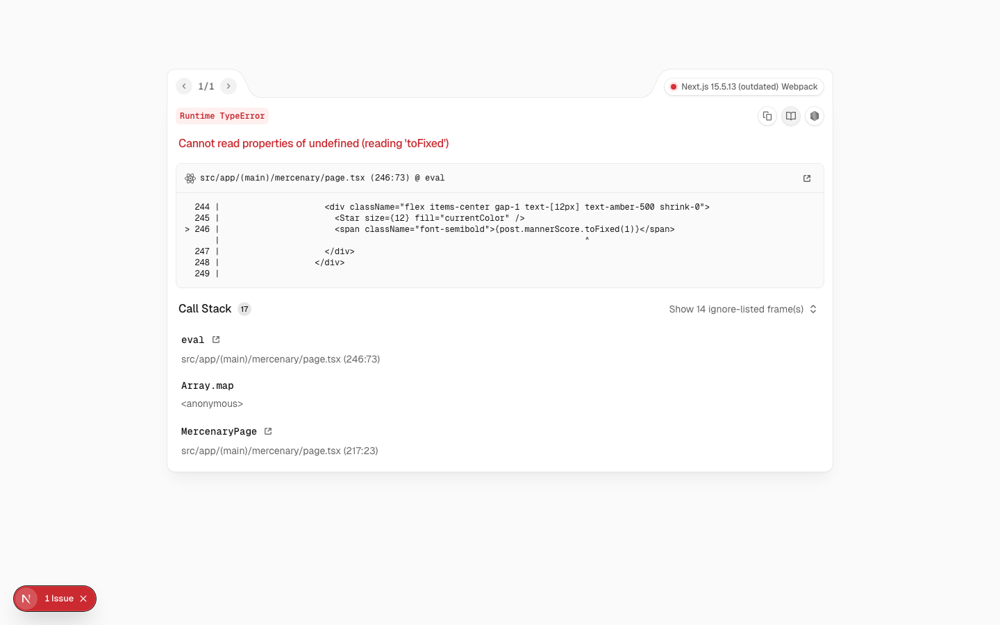 1/1
Next.js 15.5.13 (outdated) Webpack
Runtime TypeError
Cannot read properties of undefined (reading 'toFixed')
src/app/(main)/mercenary/page.tsx (246:73) @ eval
244 | <div className="flex items-center gap-1 text-[12px] text-amber-500 shrink-0">
245 | <Star size={12} fill="currentColor" />
> 246 | <span className="font-semibold">{post.mannerScore.toFixed(1)}</span>
| ^
247 | </div>
248 | </div>
249 |
Call Stack 17
Show 14 ignore-listed frame(s)
eval
src/app/(main)/mercenary/page.tsx (246:73)
Array.map
<anonymous>
MercenaryPage
src/app/(main)/mercenary/page.tsx (217:23)
N 1 Issue